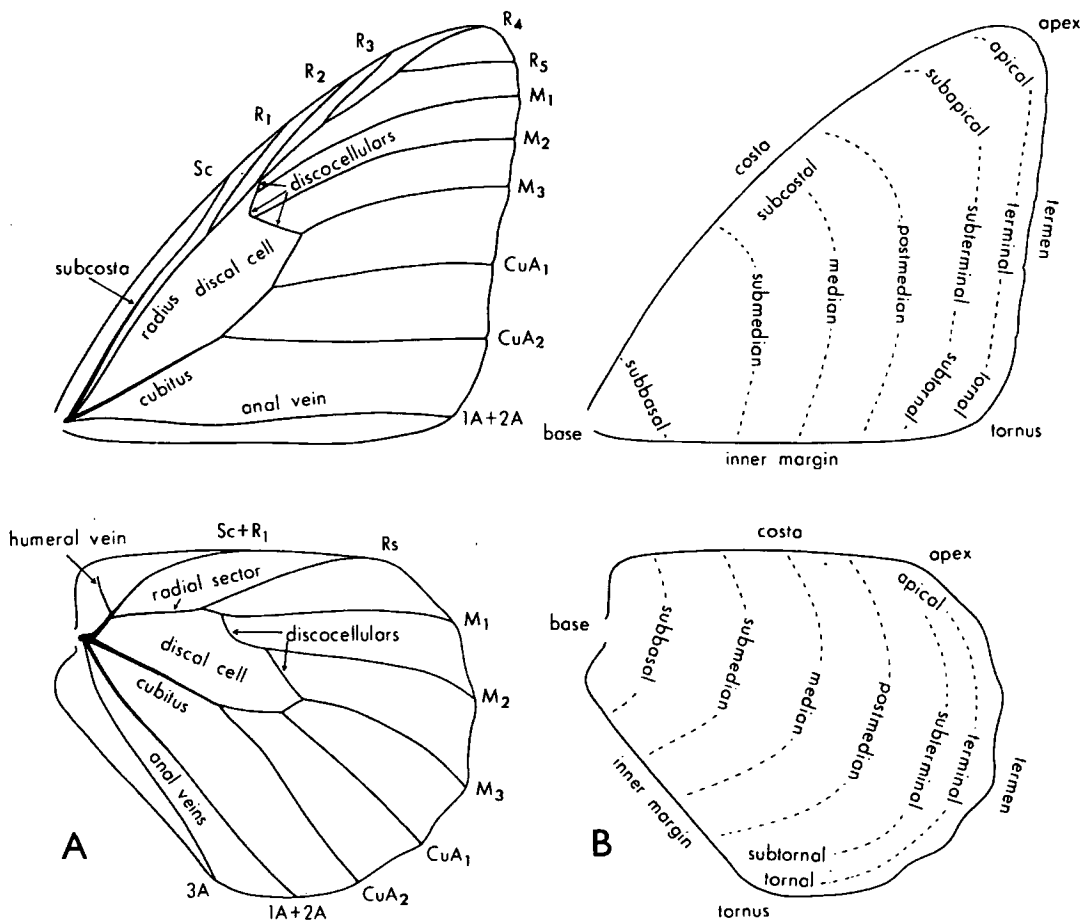 R4
R3
R5
R2
M1
R1
M2
discocellulars
Sc
M3
subcosta
radius
discal cell
CuA1
CuA2
cubitus
anal vein
1A+2A
apex
apical
subapical
costa
subcostal
termen
terminal
subterminal
postmedian
median
submedian
subbasal
subtornal
tornal
base
tornus
inner margin
humeral vein
Sc+R1
Rs
radial sector
M1
discocellulars
discal cell
cubitus
M2
anal veins
M3
A
CuA1
3A
CuA2
1A+2A
costa
apex
apical
base
subbasal
submedian
median
postmedian
subterminal
terminal
termen
inner margin
B
subtornal
tornal
tornus